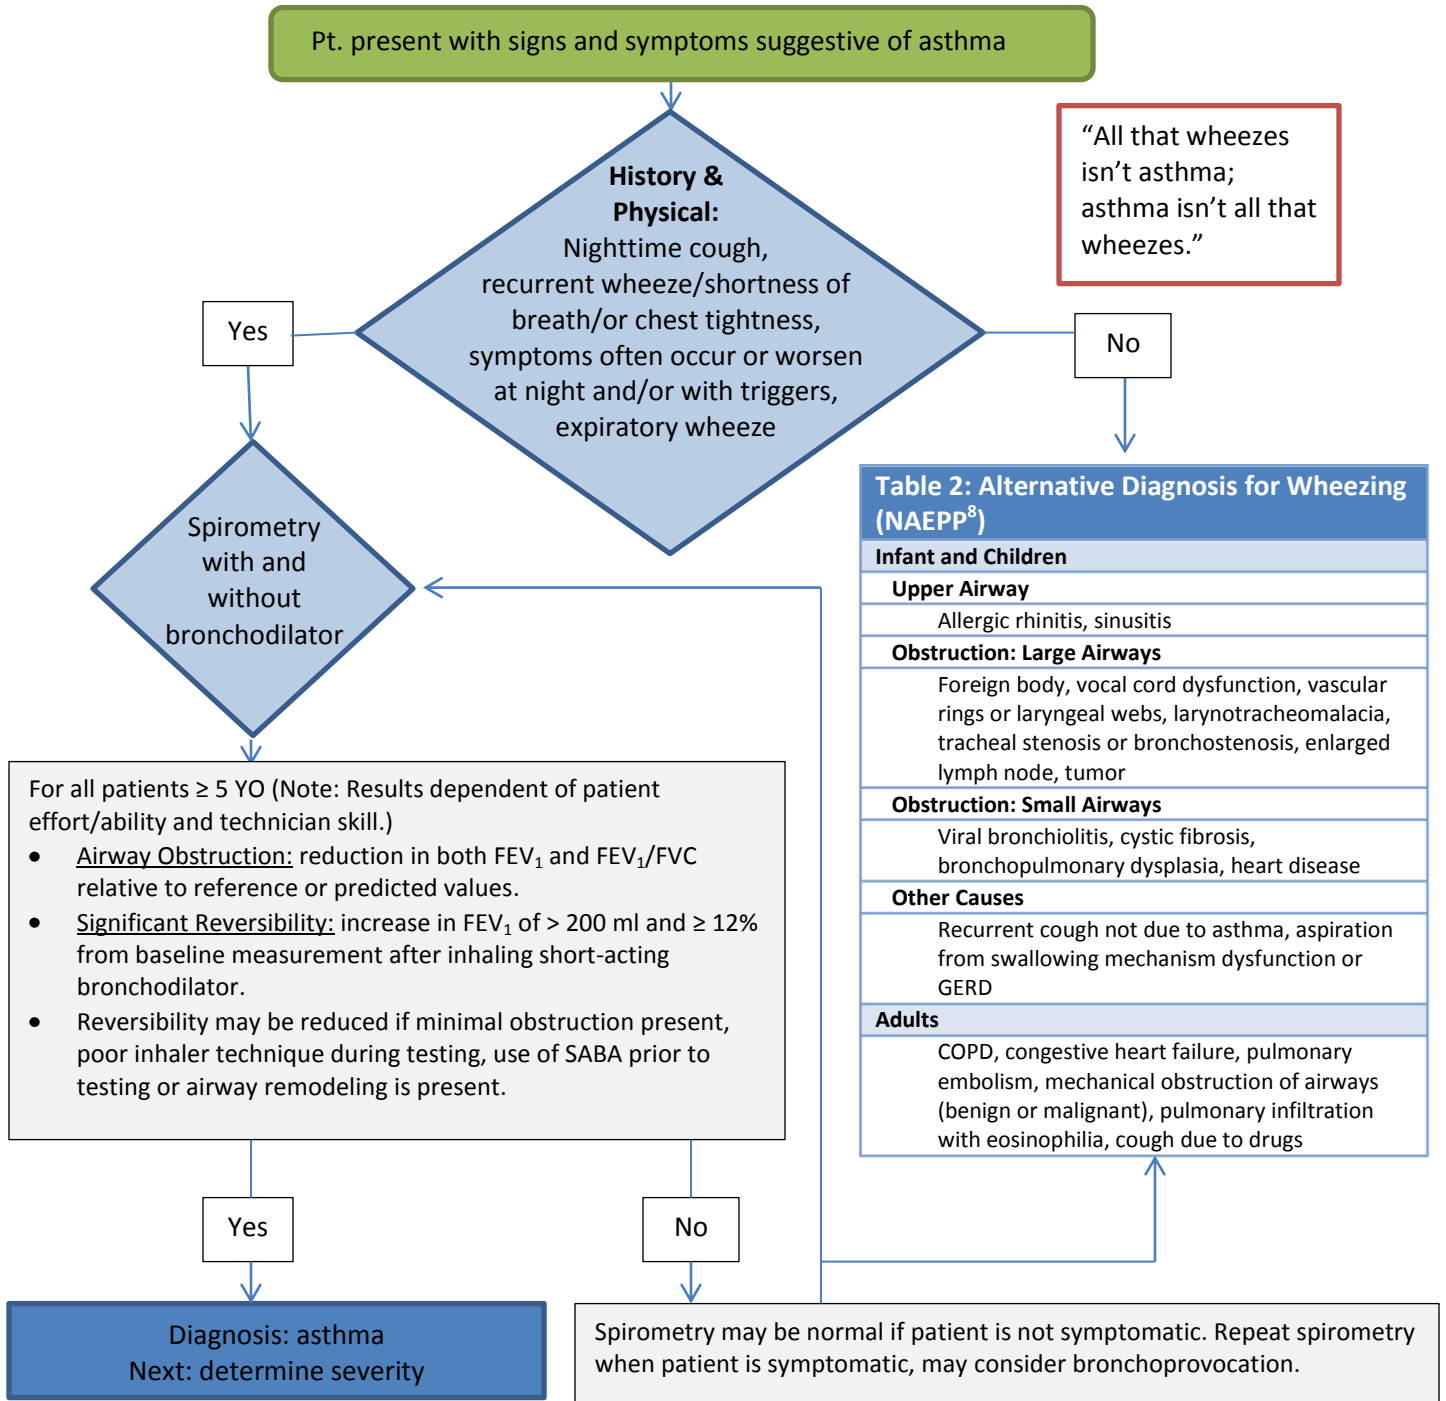 Pt. present with signs and symptoms suggestive of asthma
“All that wheezes
isn’t asthma;
asthma isn’t all that
wheezes.”
History &
Physical:
Nighttime cough,
recurrent wheeze/shortness of
breath/or chest tightness,
symptoms often occur or worsen
at night and/or with triggers,
expiratory wheeze
Yes
No
Spirometry
with and
without
bronchodilator
Table 2: Alternative Diagnosis for Wheezing
(NAEPP⁸)
Infant and Children
Upper Airway
Allergic rhinitis, sinusitis
Obstruction: Large Airways
Foreign body, vocal cord dysfunction, vascular
rings or laryngeal webs, larynotracheomalacia,
tracheal stenosis or bronchostenosis, enlarged
lymph node, tumor
Obstruction: Small Airways
Viral bronchiolitis, cystic fibrosis,
bronchopulmonary dysplasia, heart disease
Other Causes
Recurrent cough not due to asthma, aspiration
from swallowing mechanism dysfunction or
GERD
Adults
COPD, congestive heart failure, pulmonary
embolism, mechanical obstruction of airways
(benign or malignant), pulmonary infiltration
with eosinophilia, cough due to drugs
For all patients ≥ 5 YO (Note: Results dependent of patient
effort/ability and technician skill.)
• Airway Obstruction: reduction in both FEV₁ and FEV₁/FVC
relative to reference or predicted values.
• Significant Reversibility: increase in FEV₁ of > 200 ml and ≥ 12%
from baseline measurement after inhaling short-acting
bronchodilator.
• Reversibility may be reduced if minimal obstruction present,
poor inhaler technique during testing, use of SABA prior to
testing or airway remodeling is present.
Yes
No
Diagnosis: asthma
Next: determine severity
Spirometry may be normal if patient is not symptomatic. Repeat spirometry
when patient is symptomatic, may consider bronchoprovocation.